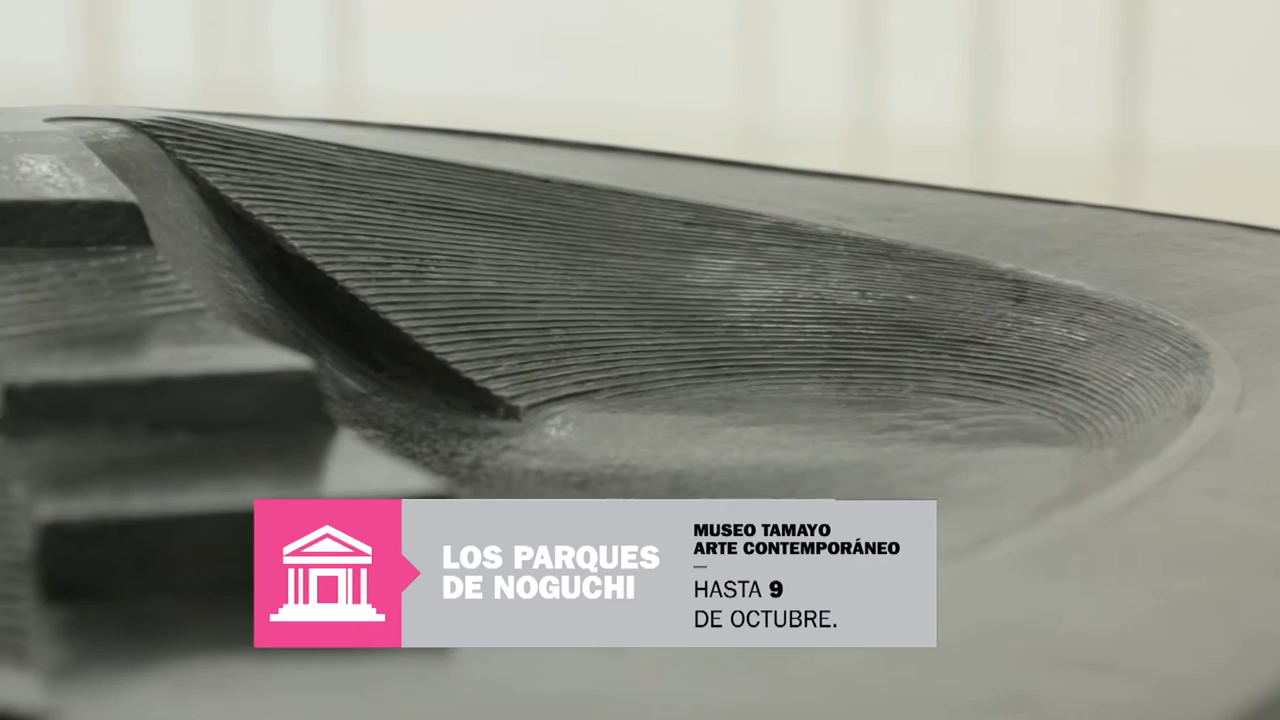 LOS PARQUES
DE NOGUCHI
MUSEO TAMAYO
ARTE CONTEMPORÁNEO
HASTA 9
DE OCTUBRE.